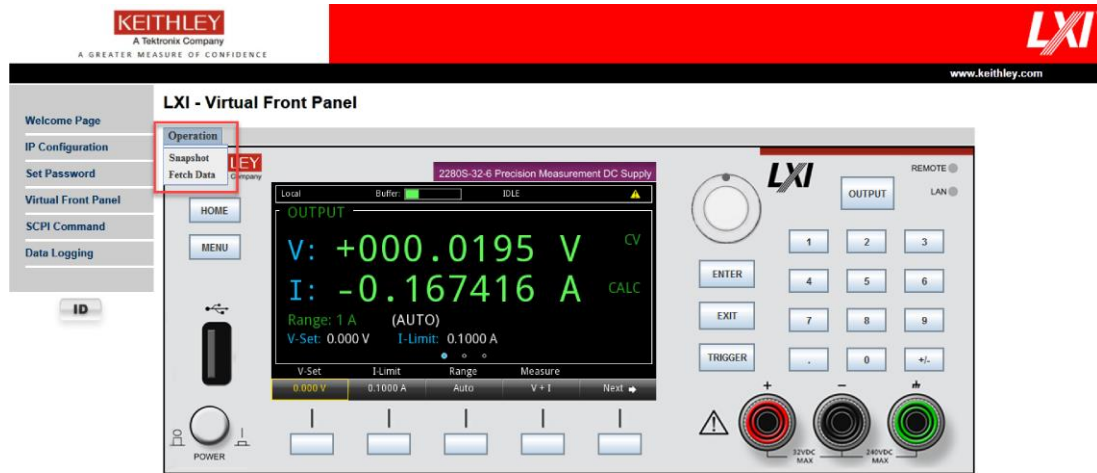 KEITHLEY
A Tektronix Company
A GREATER MEASURE OF CONFIDENCE
LXI
www.keithley.com
Welcome Page
IP Configuration
Set Password
Virtual Front Panel
SCPI Command
Data Logging
ID
LXI - Virtual Front Panel
Operation
Snapshot
Fetch Data
LEY
Company
2280S-32-6 Precision Measurement DC Supply
HOME
MENU
Local Buffer: IDLE
OUTPUT
V: +000.0195 V CV
I: -0.167416 A CALC
Range: 1 A (AUTO)
V-Set: 0.000 V I-Limit: 0.1000 A
V-Set I-Limit Range Measure
0.000 V 0.1000 A Auto V + I Next
POWER
LXI
REMOTE
OUTPUT
LAN
ENTER
EXIT
TRIGGER
1 2 3
4 5 6
7 8 9
. 0 +/-
+ -
32VDC
MAX
240VDC
MAX